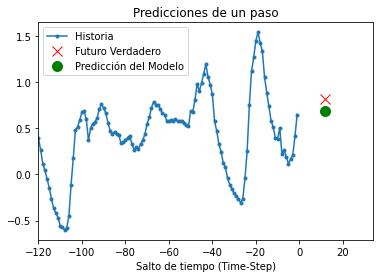 Predicciones de un paso
Historia
Futuro Verdadero
Predicción del Modelo
1.5
1.0
0.5
0.0
−0.5
−120 −100 −80 −60 −40 −20 0 20
Salto de tiempo (Time-Step)